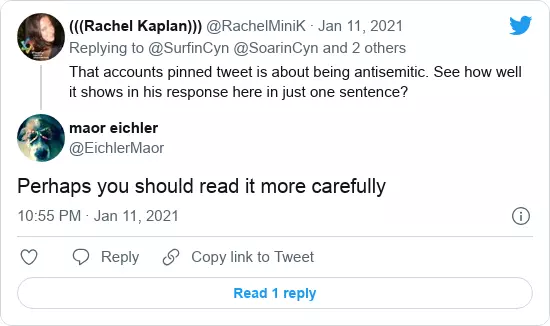 (((Rachel Kaplan))) @RachelMiniK · Jan 11, 2021
Replying to @SurfinCyn @SoarinCyn and 2 others
That accounts pinned tweet is about being antisemitic. See how well
it shows in his response here in just one sentence?
maor eichler
@EichlerMaor
Perhaps you should read it more carefully
10:55 PM · Jan 11, 2021
Reply
Copy link to Tweet
Read 1 reply